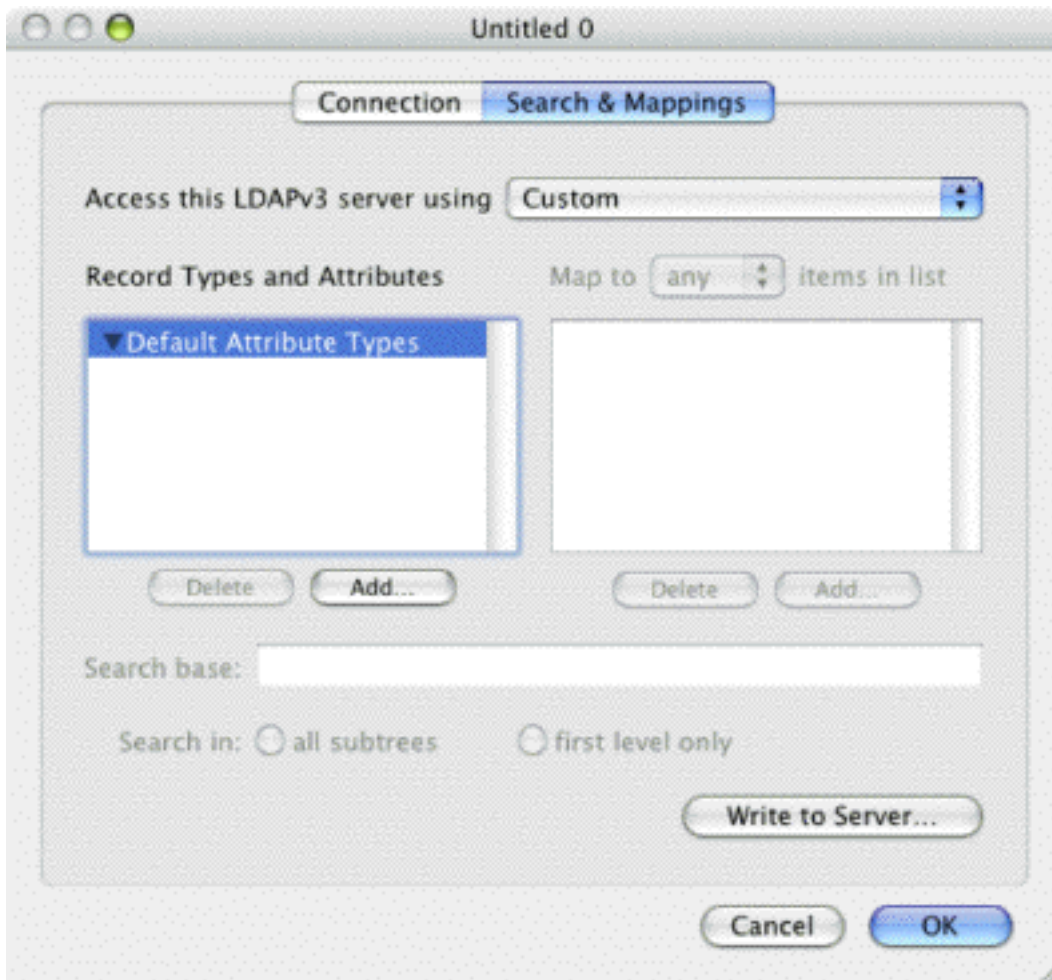 Untitled 0
Connection Search & Mappings
Access this LDAPv3 server using Custom
Record Types and Attributes Map to any items in list
Default Attribute Types
Delete Add... Delete Add...
Search base:
Search in: all subtrees first level only
Write to Server...
Cancel OK